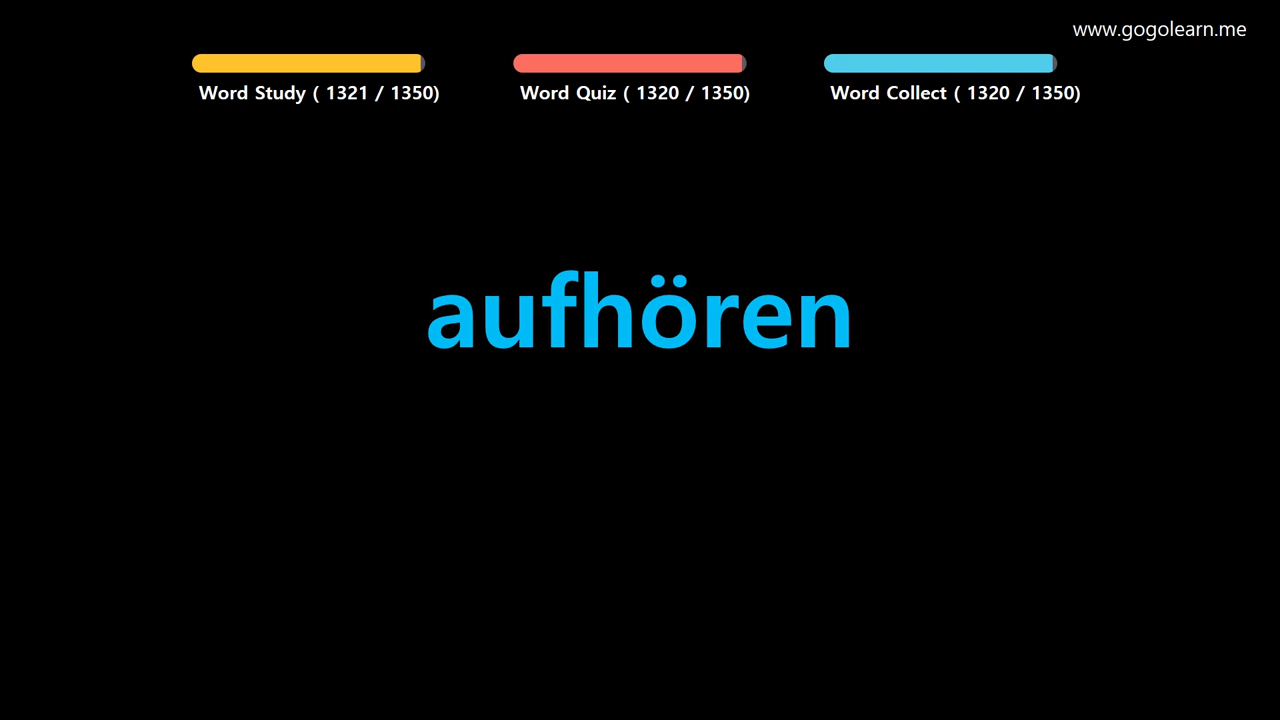 www.gogolearn.me
Word Study ( 1321 / 1350)
Word Quiz ( 1320 / 1350)
Word Collect ( 1320 / 1350)
aufhören